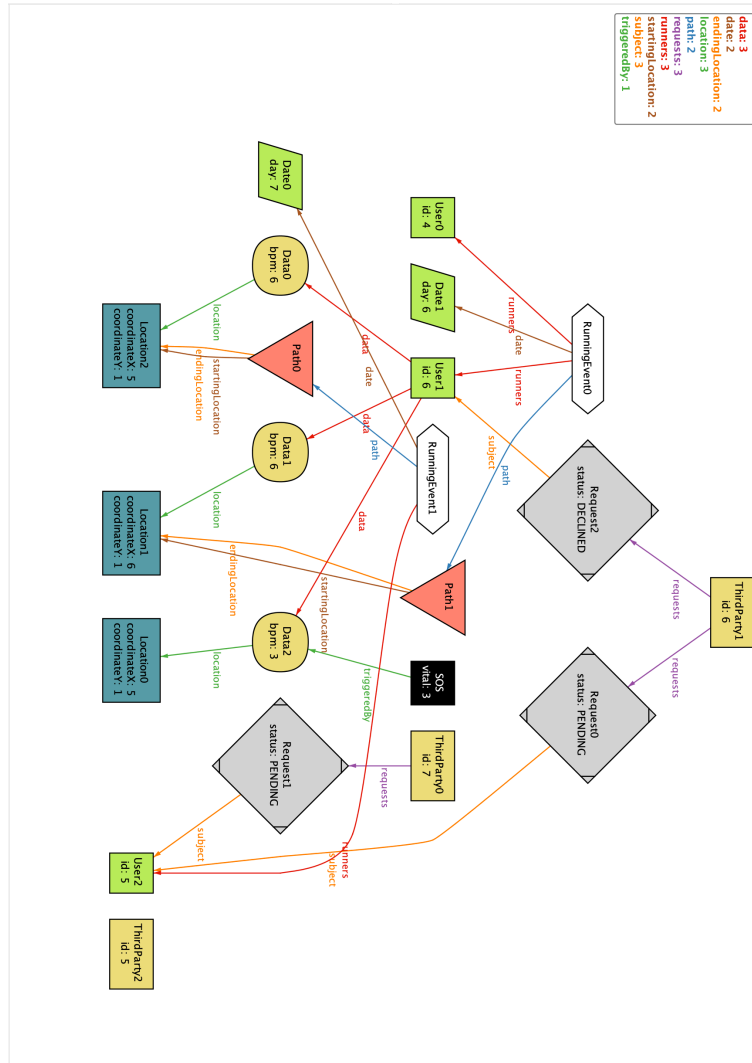 data: 3
date: 2
endingLocation: 2
location: 3
path: 2
requests: 3
runners: 3
startingLocation: 2
subject: 3
triggeredBy: 1
ThirdParty1
id: 6
requests
requests
RunningEvent0
Request2
status: DECLINED
Request0
status: PENDING
runners
date
runners
path
subject
subject
User0
id: 4
Date1
day: 6
User1
id: 6
RunningEvent1
Path1
SOS
vital: 3
ThirdParty0
id: 7
date
data
data
path
data
startingLocation
triggeredBy
requests
runners
Date0
day: 7
Data0
bpm: 6
Path0
Data1
bpm: 6
Data2
bpm: 3
Request1
status: PENDING
location
startingLocation
endingLocation
location
endingLocation
location
subject
Location2
coordinateX: 5
coordinateY: 1
Location1
coordinateX: 6
coordinateY: 1
Location0
coordinateX: 5
coordinateY: 1
User2
id: 5
ThirdParty2
id: 5